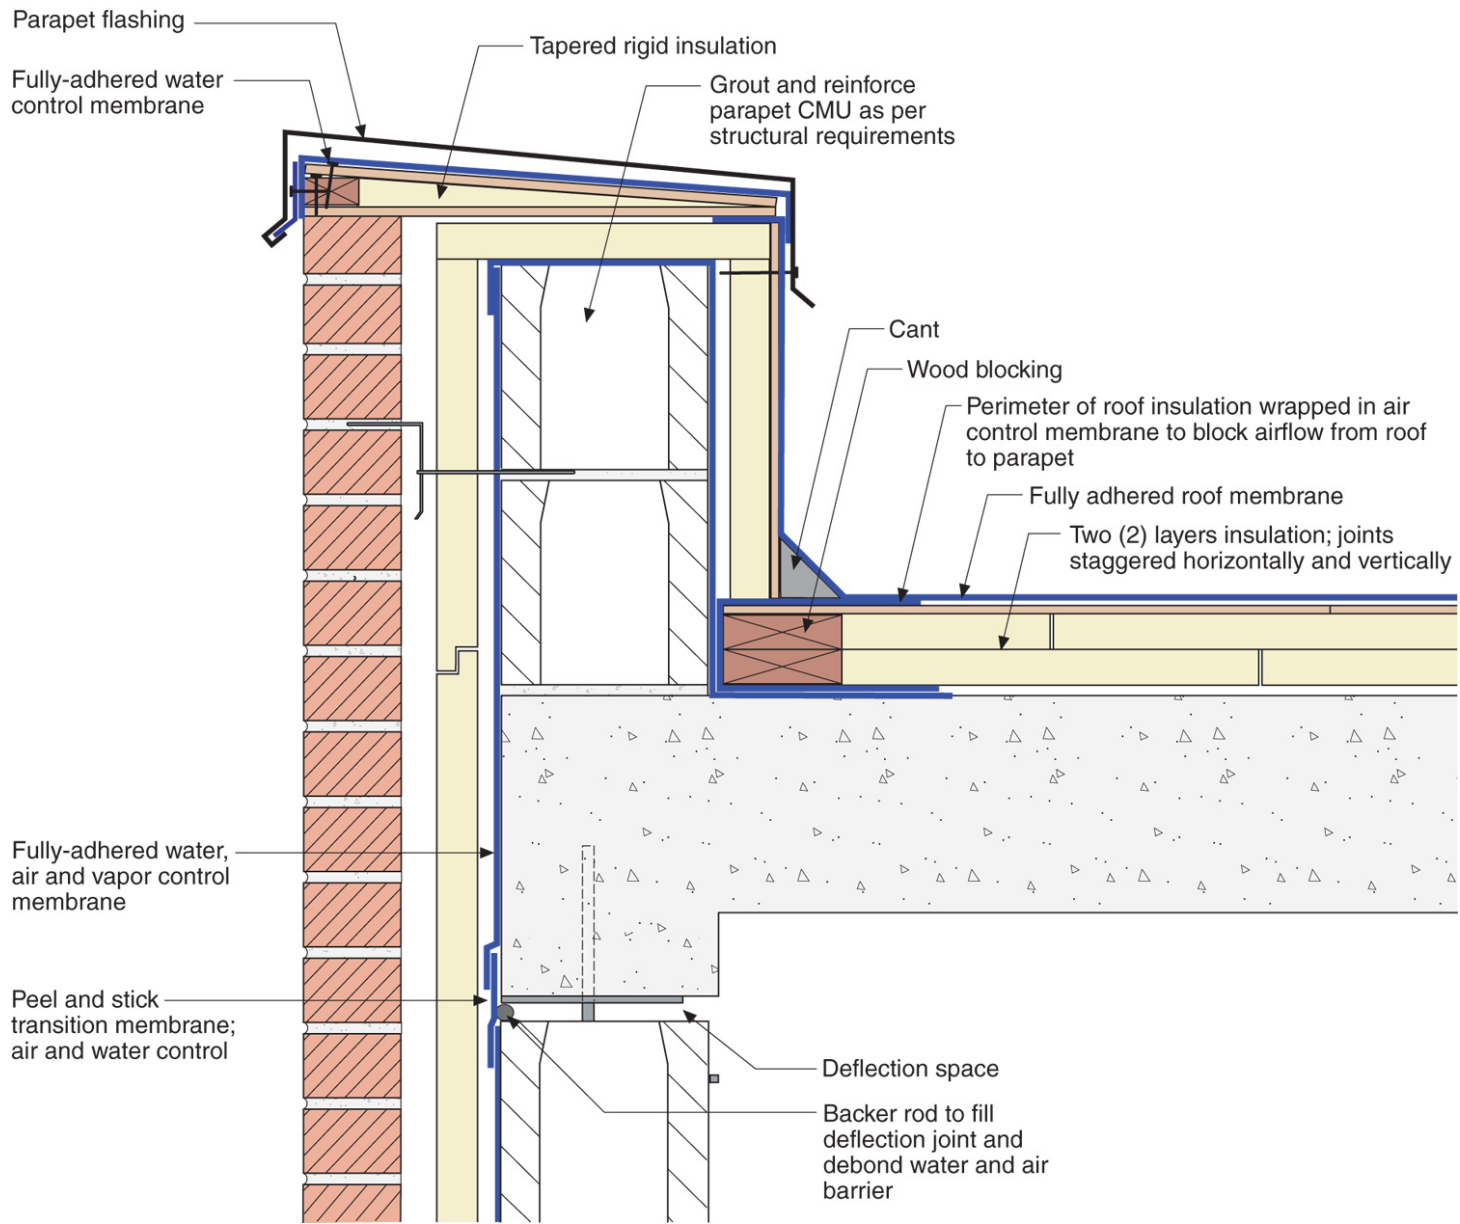 Parapet flashing
Tapered rigid insulation
Fully-adhered water
control membrane
Grout and reinforce
parapet CMU as per
structural requirements
Cant
Wood blocking
Perimeter of roof insulation wrapped in air
control membrane to block airflow from roof
to parapet
Fully adhered roof membrane
Two (2) layers insulation; joints
staggered horizontally and vertically
Fully-adhered water,
air and vapor control
membrane
Peel and stick
transition membrane;
air and water control
Deflection space
Backer rod to fill
deflection joint and
debond water and air
barrier